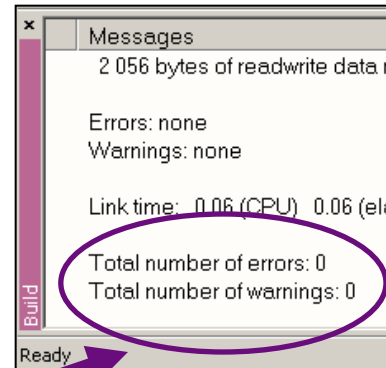 Messages
2 056 bytes of readwrite data
Errors: none
Warnings: none
Link time: 0.06 (CPU) 0.06
Total number of errors: 0
Total number of warnings: 0
Build
Ready